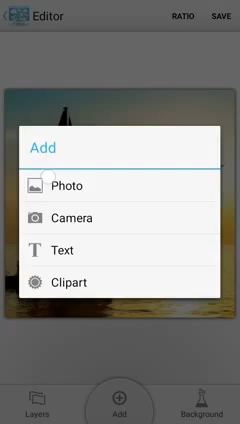 Editor
RATIO
SAVE
Add
Photo
Camera
Text
Clipart
Layers
Add
Background